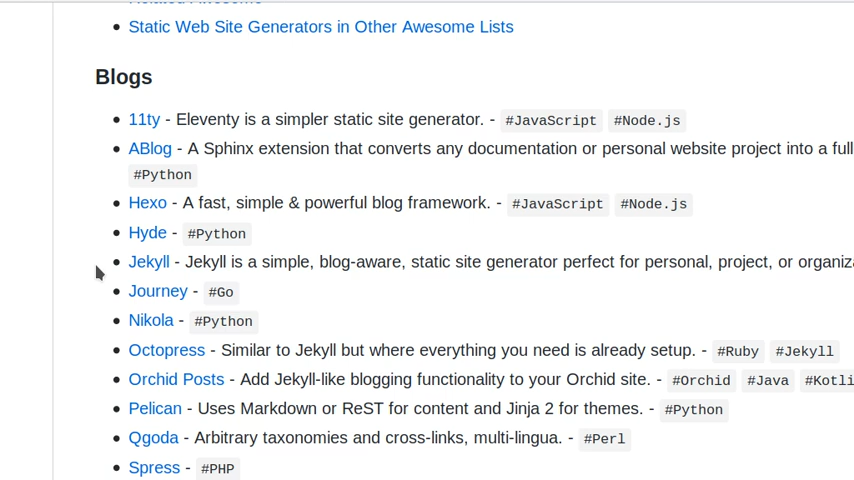 Static Web Site Generators in Other Awesome Lists
Blogs
11ty - Eleventy is a simpler static site generator. - #JavaScript #Node.js
ABlog - A Sphinx extension that converts any documentation or personal website project into a full
#Python
Hexo - A fast, simple & powerful blog framework. - #JavaScript #Node.js
Hyde - #Python
Jekyll - Jekyll is a simple, blog-aware, static site generator perfect for personal, project, or organiz
Journey - #Go
Nikola - #Python
Octopress - Similar to Jekyll but where everything you need is already setup. - #Ruby #Jekyll
Orchid Posts - Add Jekyll-like blogging functionality to your Orchid site. - #Orchid #Java #Kotli
Pelican - Uses Markdown or ReST for content and Jinja 2 for themes. - #Python
Qgoda - Arbitrary taxonomies and cross-links, multi-lingua. - #Perl
Spress - #PHP